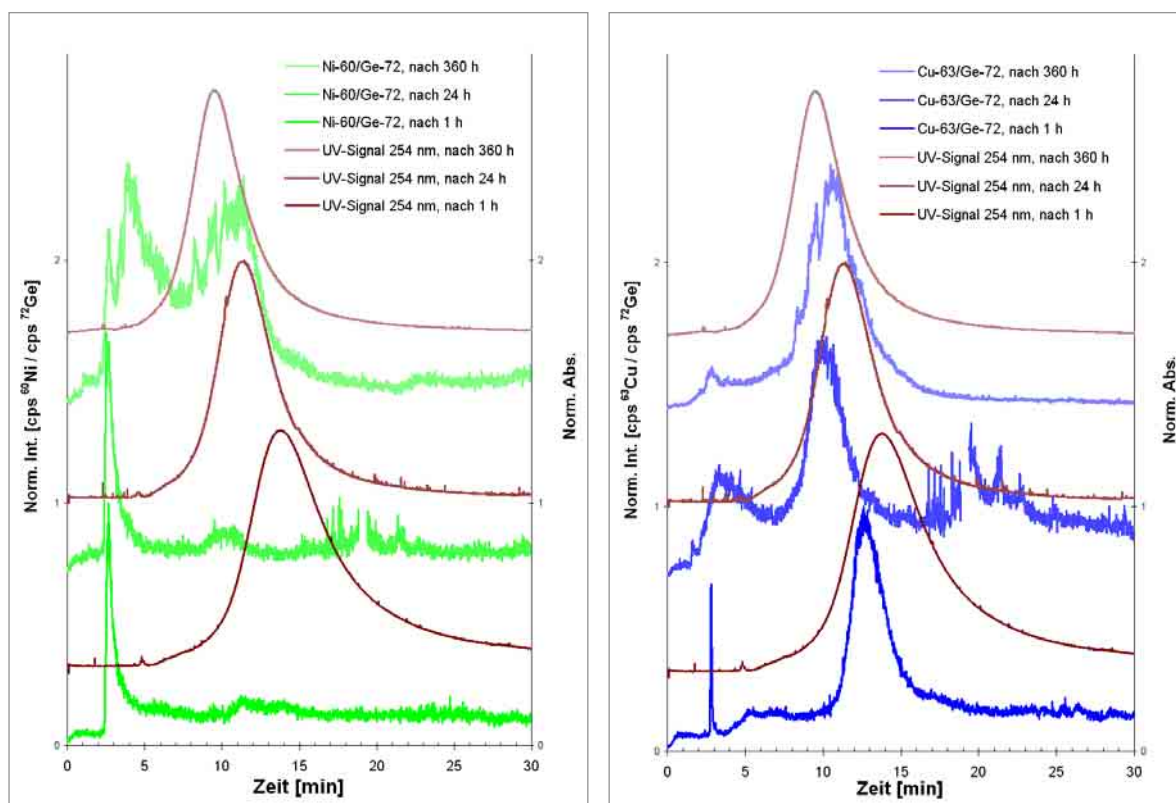 Ni-60/Ge-72, nach 360 h
Ni-60/Ge-72, nach 24 h
Ni-60/Ge-72, nach 1 h
UV-Signal 254 nm, nach 360 h
UV-Signal 254 nm, nach 24 h
UV-Signal 254 nm, nach 1 h
Norm. Int. [cps ⁶⁰Ni / cps ⁷²Ge]
2
1
0
2
1
0
Norm. Abs.
0 5 10 15 20 25 30
Zeit [min]
Cu-63/Ge-72, nach 360 h
Cu-63/Ge-72, nach 24 h
Cu-63/Ge-72, nach 1 h
UV-Signal 254 nm, nach 360 h
UV-Signal 254 nm, nach 24 h
UV-Signal 254 nm, nach 1 h
Norm. Int. [cps ⁶³Cu / cps ⁷²Ge]
2
1
0
2
1
0
Norm. Abs.
0 5 10 15 20 25 30
Zeit [min]